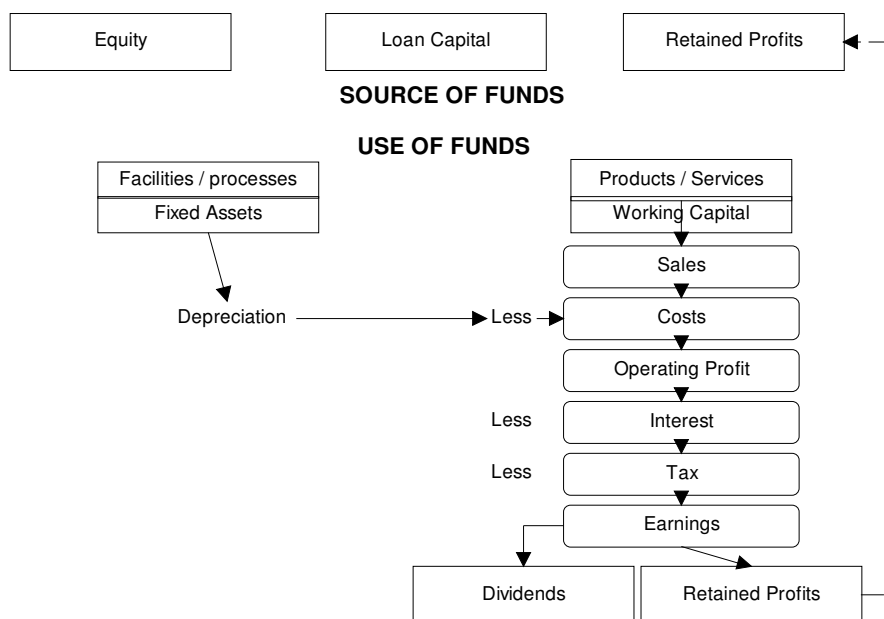 Equity Loan Capital Retained Profits
SOURCE OF FUNDS
USE OF FUNDS
Facilities / processes Products / Services
Fixed Assets Working Capital
Sales
Depreciation Less Costs
Operating Profit
Less Interest
Less Tax
Earnings
Dividends Retained Profits